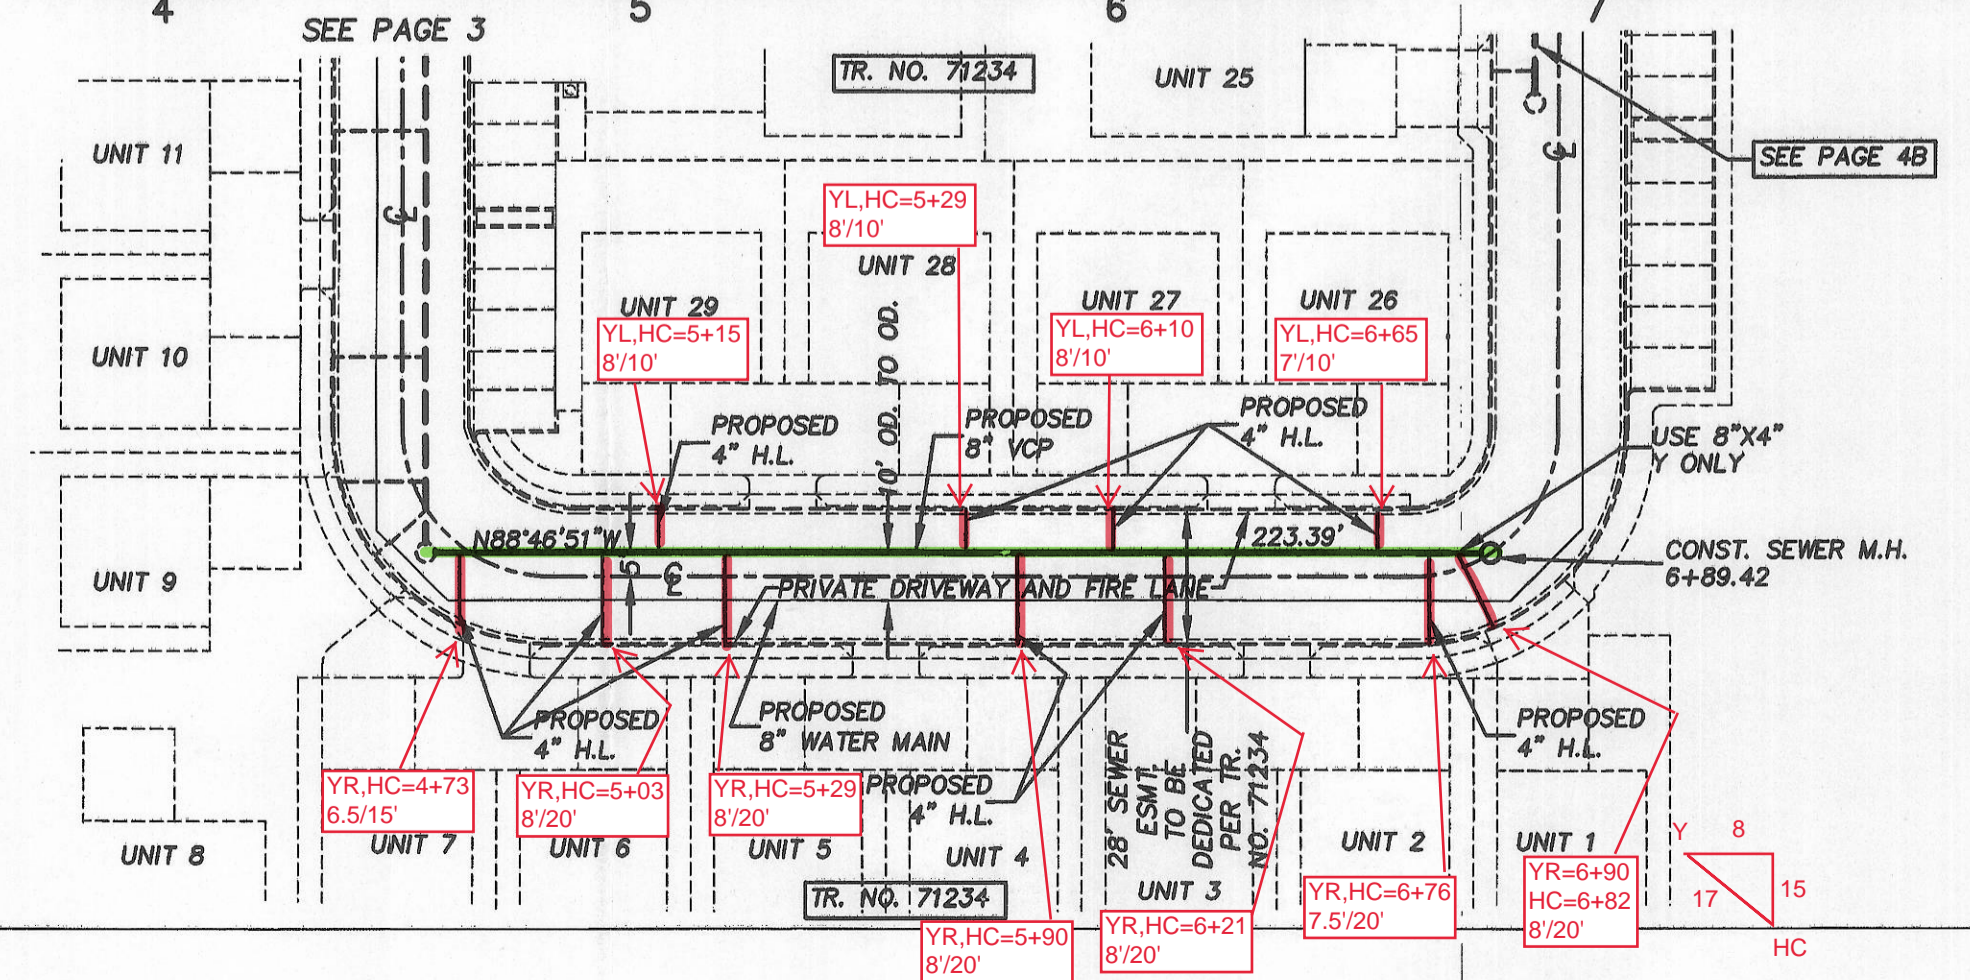 4
5
6
7
SEE PAGE 3
TR. NO. 71234
UNIT 25
UNIT 11
SEE PAGE 4B
YL,HC=5+29
8'/10'
UNIT 28
UNIT 29
YL,HC=5+15
8'/10'
UNIT 27
YL,HC=6+10
8'/10'
UNIT 26
YL,HC=6+65
7'/10'
UNIT 10
10' OD. TO OD.
PROPOSED
4" H.L.
PROPOSED
8" VCP
PROPOSED
4" H.L.
USE 8"X4"
Y ONLY
N88°46'51"W
223.39'
CONST. SEWER M.H.
6+89.42
UNIT 9
5'
℄
PRIVATE DRIVEWAY AND FIRE LANE
PROPOSED
4" H.L.
PROPOSED
8" WATER MAIN
PROPOSED
4" H.L.
28' SEWER
ESMT.
TO BE
DEDICATED
PER TR.
NO. 71234
PROPOSED
4" H.L.
YR,HC=4+73
6.5/15'
YR,HC=5+03
8'/20'
YR,HC=5+29
8'/20'
UNIT 8
UNIT 7
UNIT 6
UNIT 5
UNIT 4
UNIT 3
UNIT 2
UNIT 1
TR. NO. 71234
YR,HC=5+90
8'/20'
YR,HC=6+21
8'/20'
YR,HC=6+76
7.5'/20'
YR=6+90
HC=6+82
8'/20'
Y
8
17
15
HC